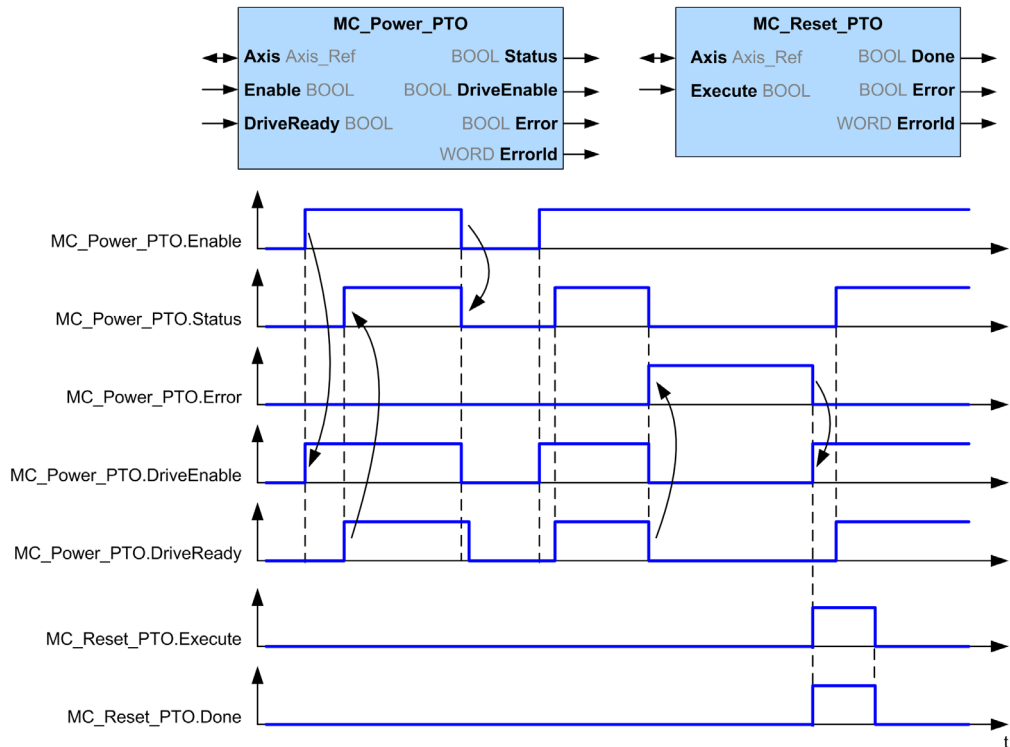 MC_Power_PTO
Axis Axis_Ref BOOL Status
Enable BOOL BOOL DriveEnable
DriveReady BOOL BOOL Error
WORD ErrorId
MC_Reset_PTO
Axis Axis_Ref BOOL Done
Execute BOOL BOOL Error
WORD ErrorId
MC_Power_PTO.Enable
MC_Power_PTO.Status
MC_Power_PTO.Error
MC_Power_PTO.DriveEnable
MC_Power_PTO.DriveReady
MC_Reset_PTO.Execute
MC_Reset_PTO.Done
t